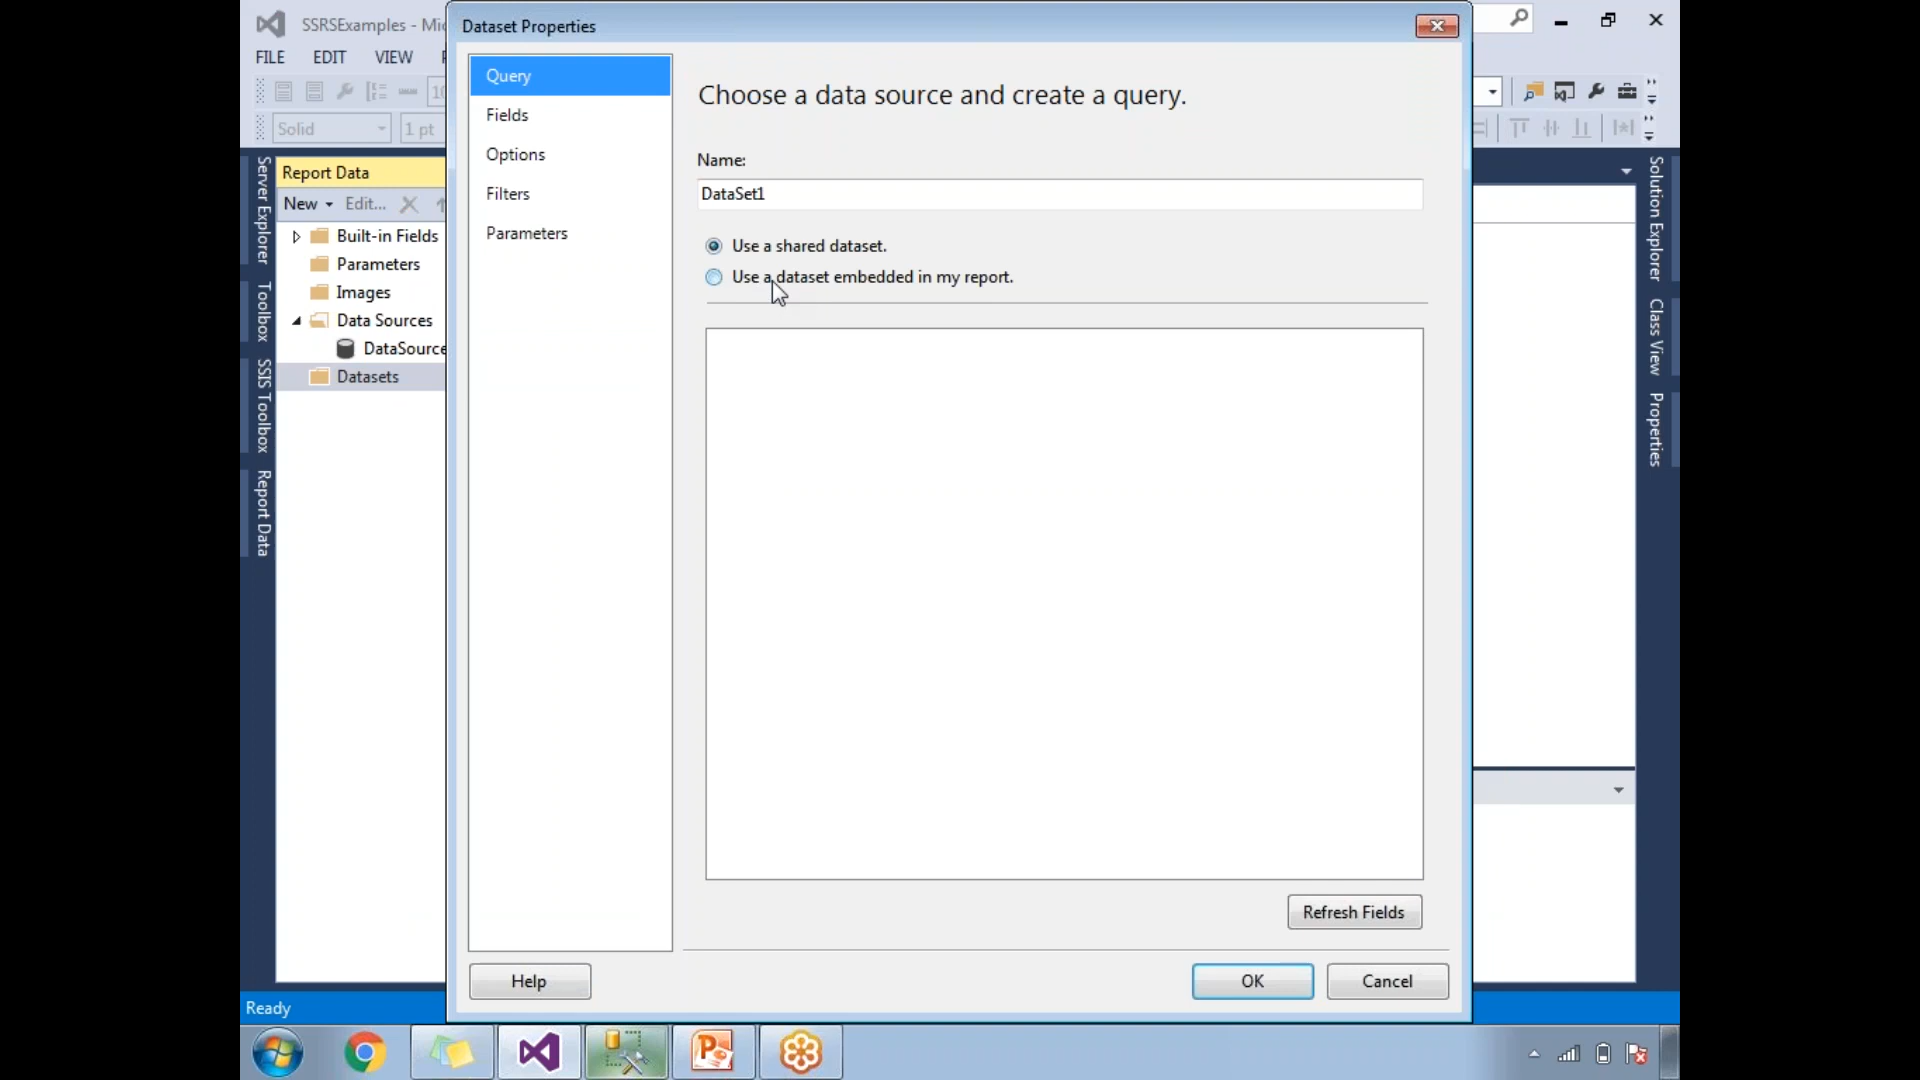 SSRSExamples - Mic
Dataset Properties
FILE
EDIT
VIEW
Solid
1 pt
Report Data
New
Edit...
Built-in Fields
Parameters
Images
Data Sources
DataSource
Datasets
Server Explorer
Toolbox
SSIS Toolbox
Report Data
Query
Fields
Options
Filters
Parameters
Choose a data source and create a query.
Name:
DataSet1
Use a shared dataset.
Use a dataset embedded in my report.
Refresh Fields
Help
OK
Cancel
Solution Explorer
Class View
Properties
Ready